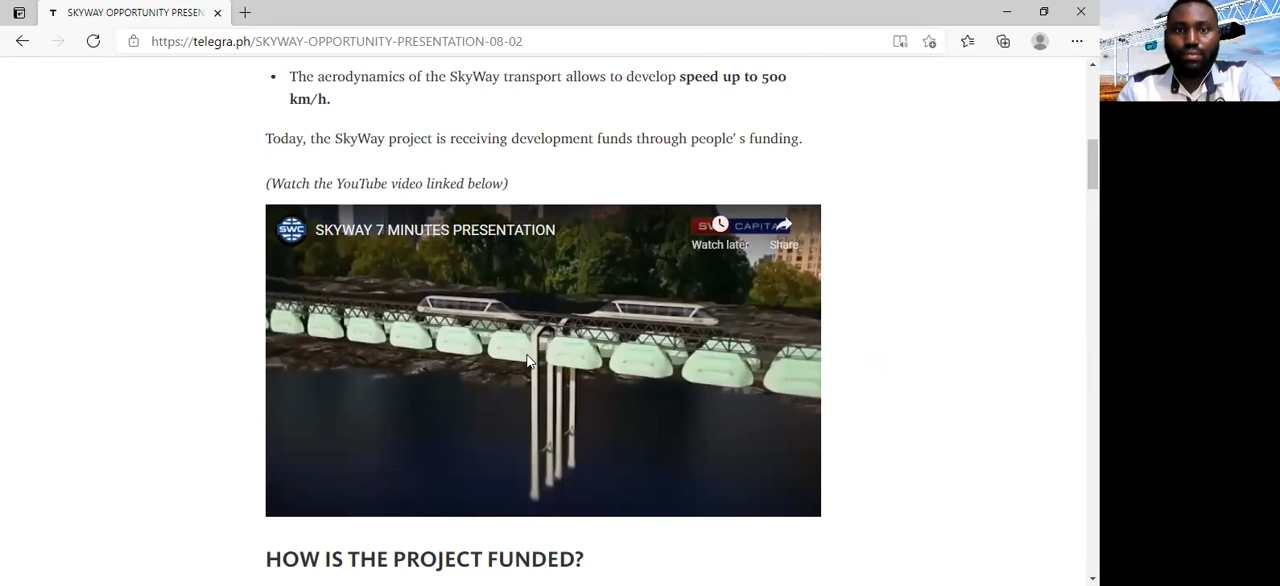 SKYWAY OPPORTUNITY PRESEN
https://telegra.ph/SKYWAY-OPPORTUNITY-PRESENTATION-08-02
• The aerodynamics of the SkyWay transport allows to develop speed up to 500
km/h.
Today, the SkyWay project is receiving development funds through people' s funding.
(Watch the YouTube video linked below)
SWC
SKYWAY 7 MINUTES PRESENTATION
CAPITA
Watch later
Share
HOW IS THE PROJECT FUNDED?